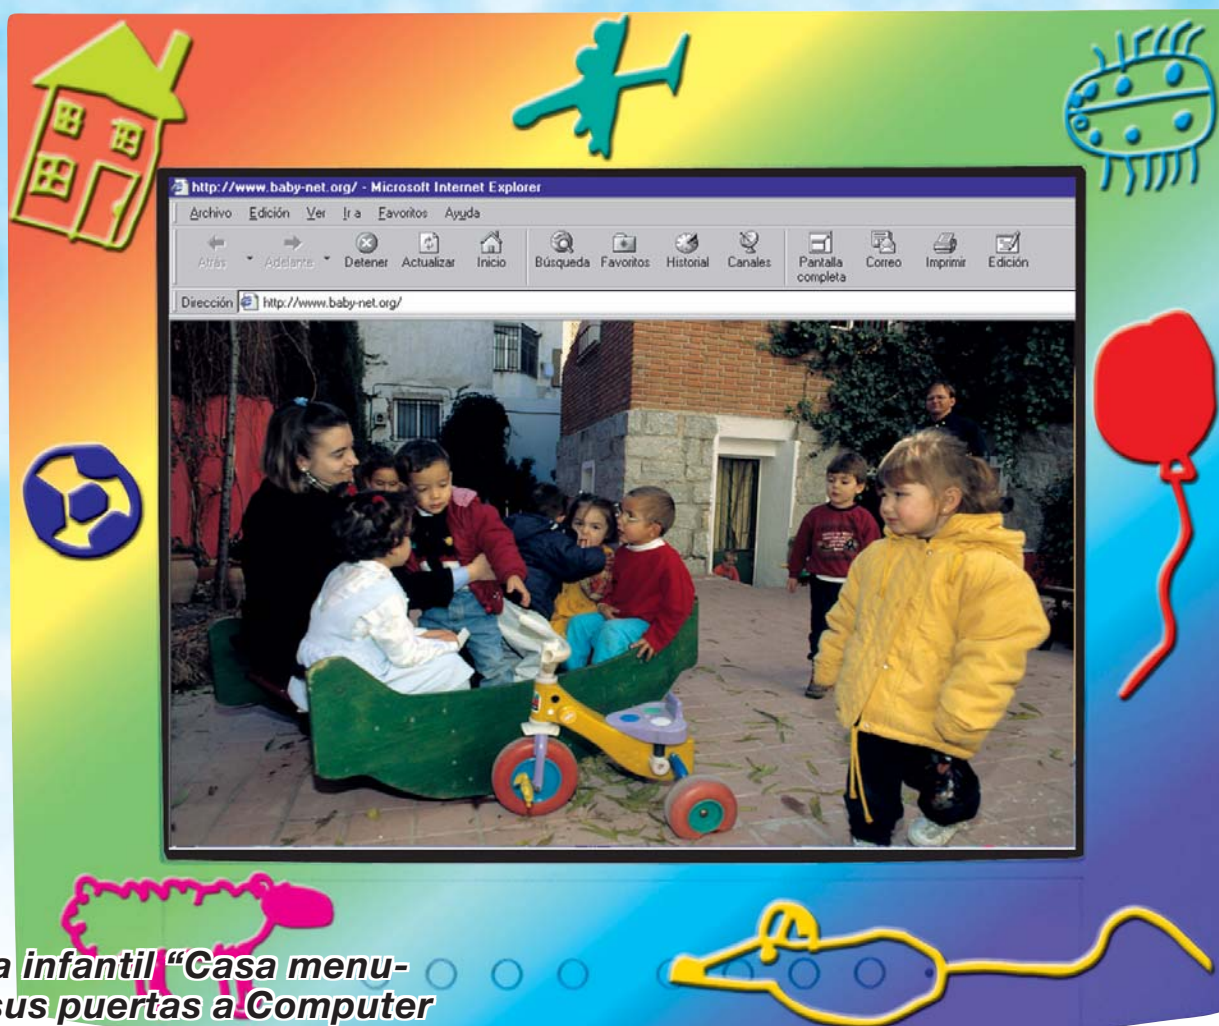 http://www.baby-net.org/ - Microsoft Internet Explorer
Archivo Edición Ver Ir a Favoritos Ayuda
Atrás Adelante Detener Actualizar Inicio Búsqueda Favoritos Historial Canales Pantalla completa Correo Imprimir Edición
Dirección http://www.baby-net.org/
a infantil “Casa menu-
sus puertas a Computer